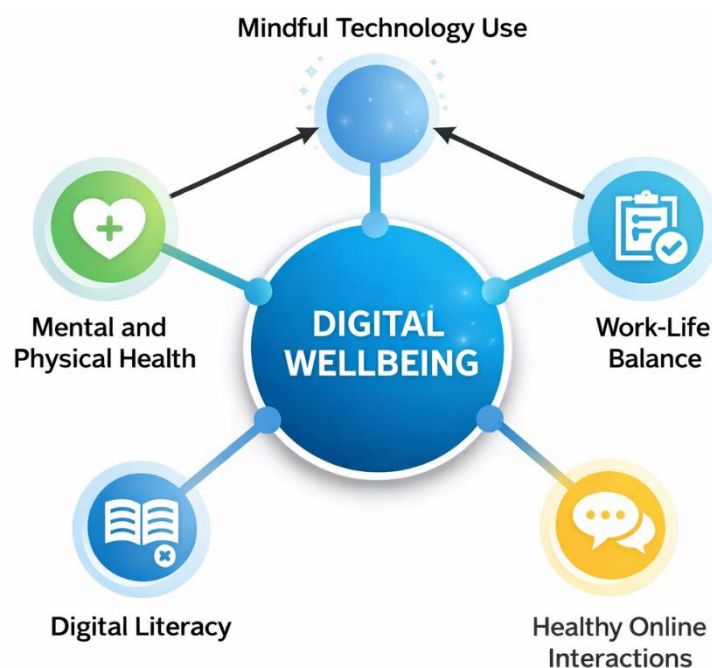 Mindful Technology Use
DIGITAL
WELLBEING
Mental and
Physical Health
Work-Life
Balance
Digital Literacy
Healthy Online
Interactions